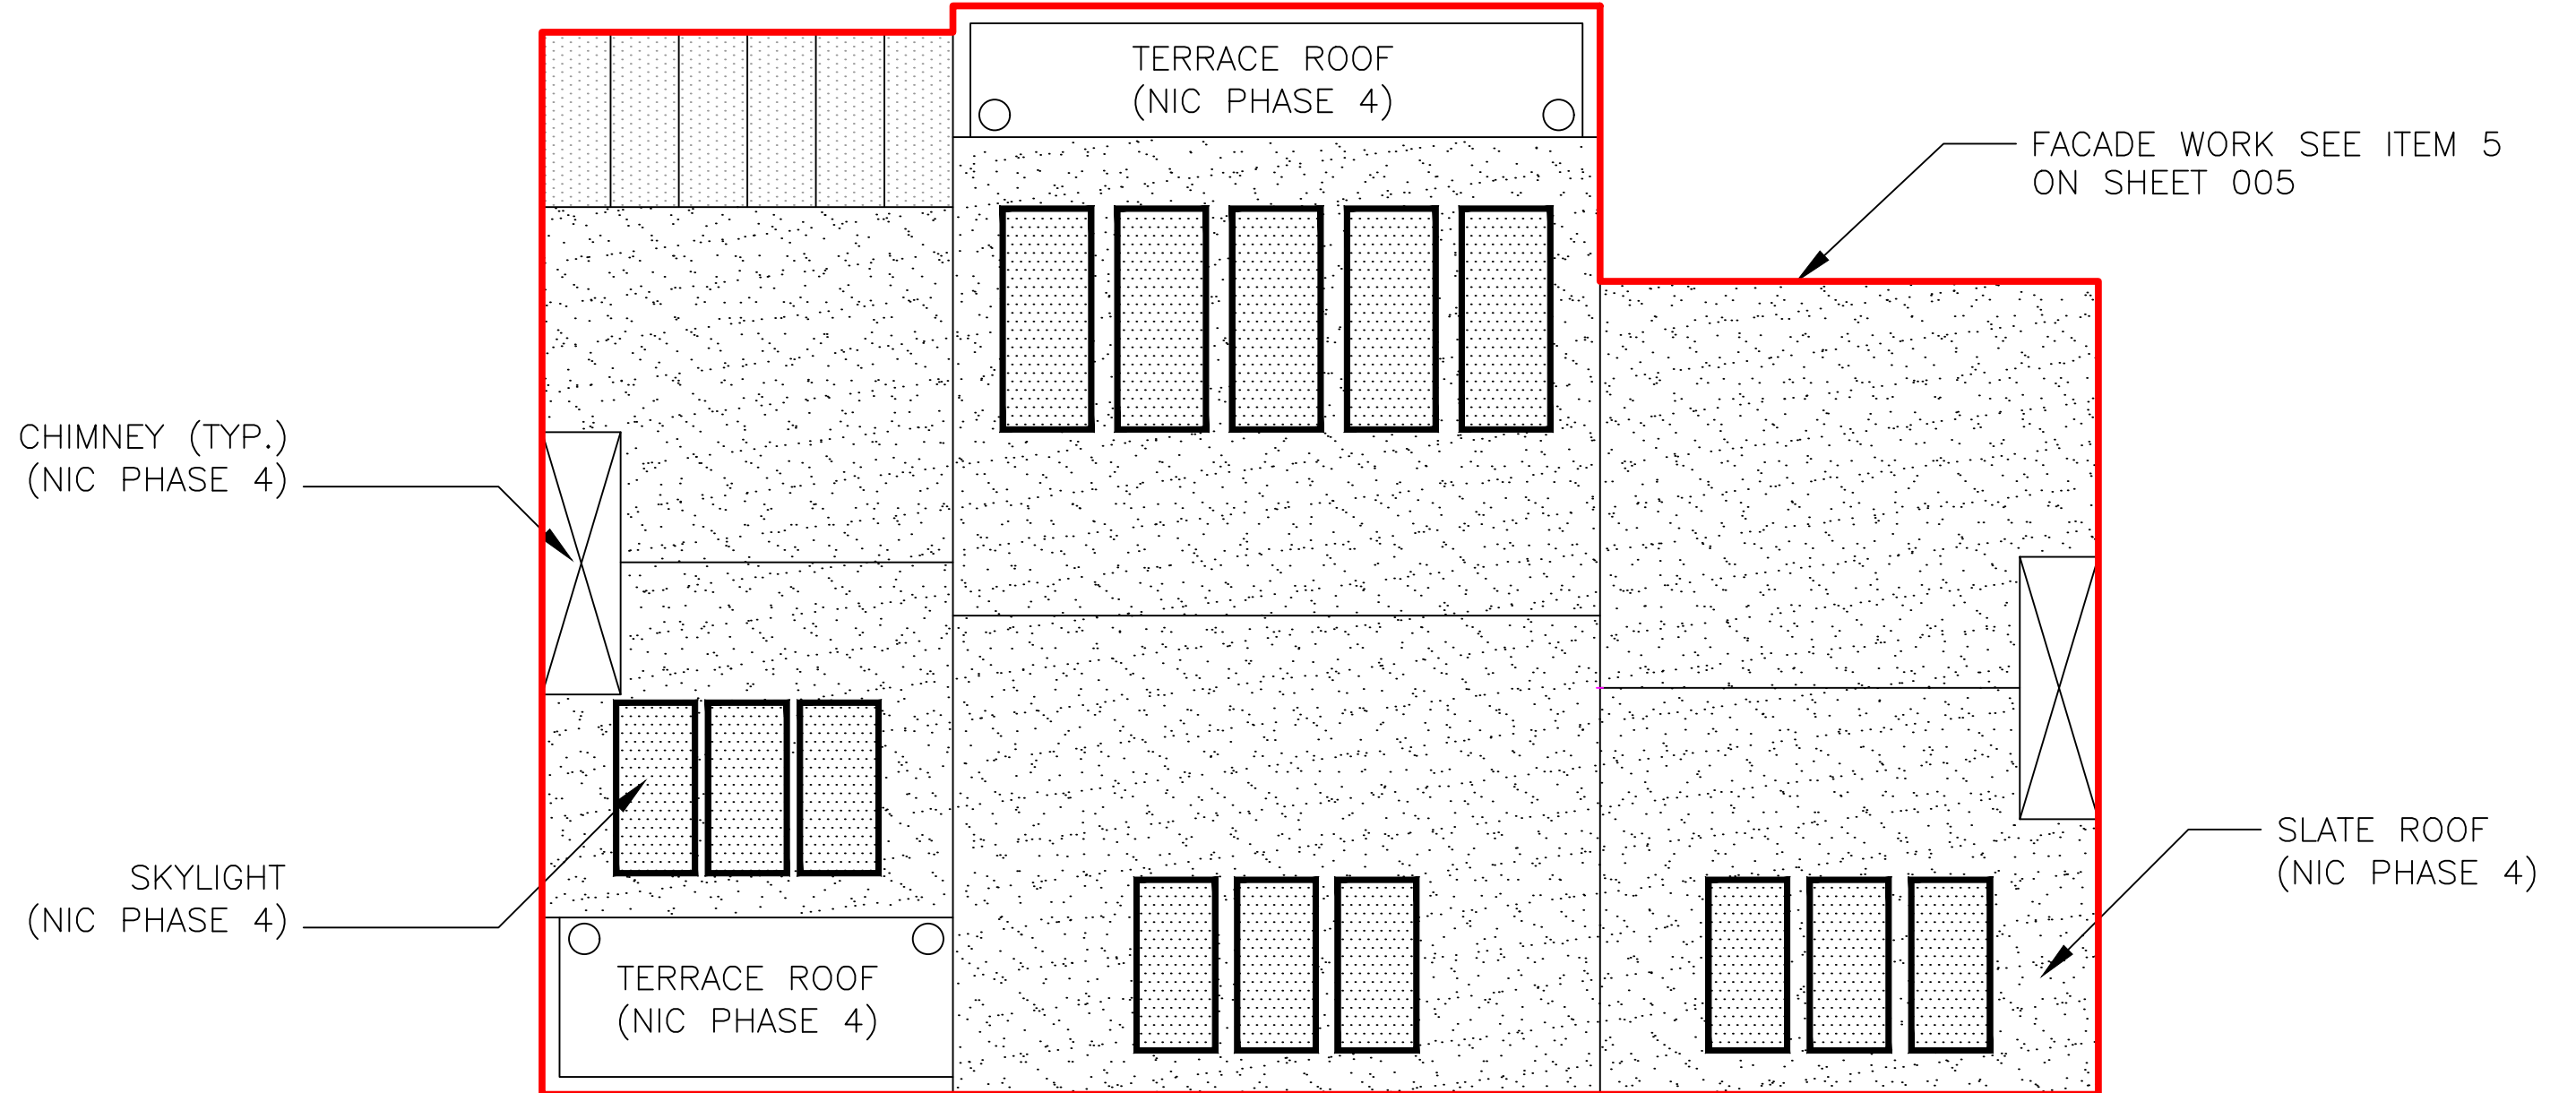 TERRACE ROOF
(NIC PHASE 4)
FACADE WORK SEE ITEM 5
ON SHEET 005
CHIMNEY (TYP.)
(NIC PHASE 4)
SKYLIGHT
(NIC PHASE 4)
SLATE ROOF
(NIC PHASE 4)
TERRACE ROOF
(NIC PHASE 4)